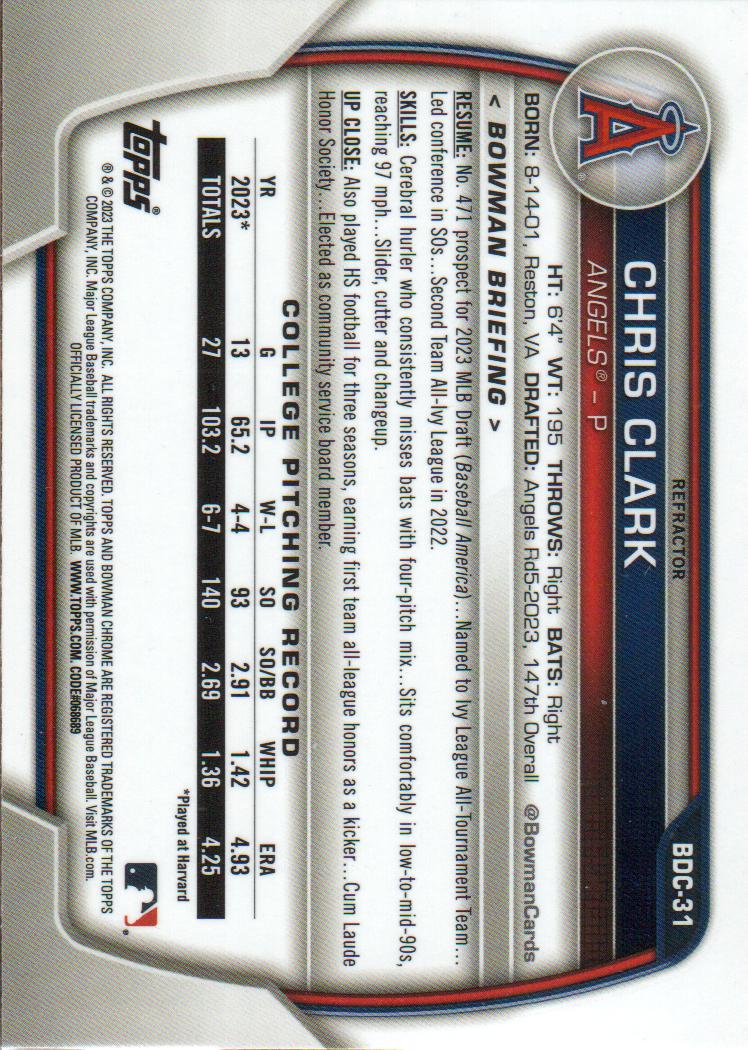 REFRACTOR
BDC-31
CHRIS CLARK
ANGELS® – P
HT: 6'4" WT: 195 THROWS: Right BATS: Right
BORN: 8-14-01, Reston, VA DRAFTED: Angels Rd5-2023, 147th Overall @BowmanCards
< BOWMAN BRIEFING >
RESUME: No. 471 prospect for 2023 MLB Draft (Baseball America)...Named to Ivy League All-Tournament Team...
Led conference in SOs...Second Team All-Ivy League in 2022.
SKILLS: Cerebral hurler who consistently misses bats with four-pitch mix...Sits comfortably in low-to-mid-90s,
reaching 97 mph...Slider, cutter and changeup.
UP CLOSE: Also played HS football for three seasons, earning first team all-league honors as a kicker...Cum Laude
Honor Society...Elected as community service board member.
COLLEGE PITCHING RECORD
YR G IP W-L SO SO/BB WHIP ERA
2023* 13 65.2 4-4 93 2.91 1.42 4.93
TOTALS 27 103.2 6-7 140 2.69 1.36 4.25
*Played at Harvard
topps®
® & © 2023 THE TOPPS COMPANY, INC. ALL RIGHTS RESERVED. TOPPS AND BOWMAN CHROME ARE REGISTERED TRADEMARKS OF THE TOPPS
COMPANY, INC. Major League Baseball trademarks and copyrights are used with permission of Major League Baseball. Visit MLB.com.
OFFICIALLY LICENSED PRODUCT OF MLB. WWW.TOPPS.COM. CODE#068689